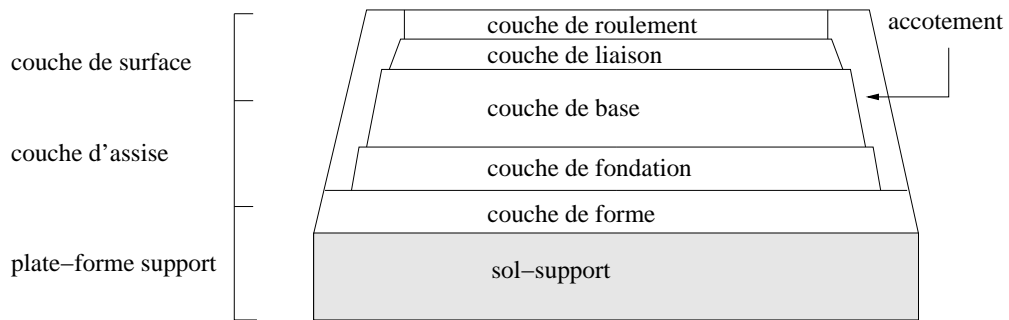 couche de roulement
accotement
couche de liaison
couche de surface
couche de base
couche d'assise
couche de fondation
couche de forme
plate−forme support
sol−support